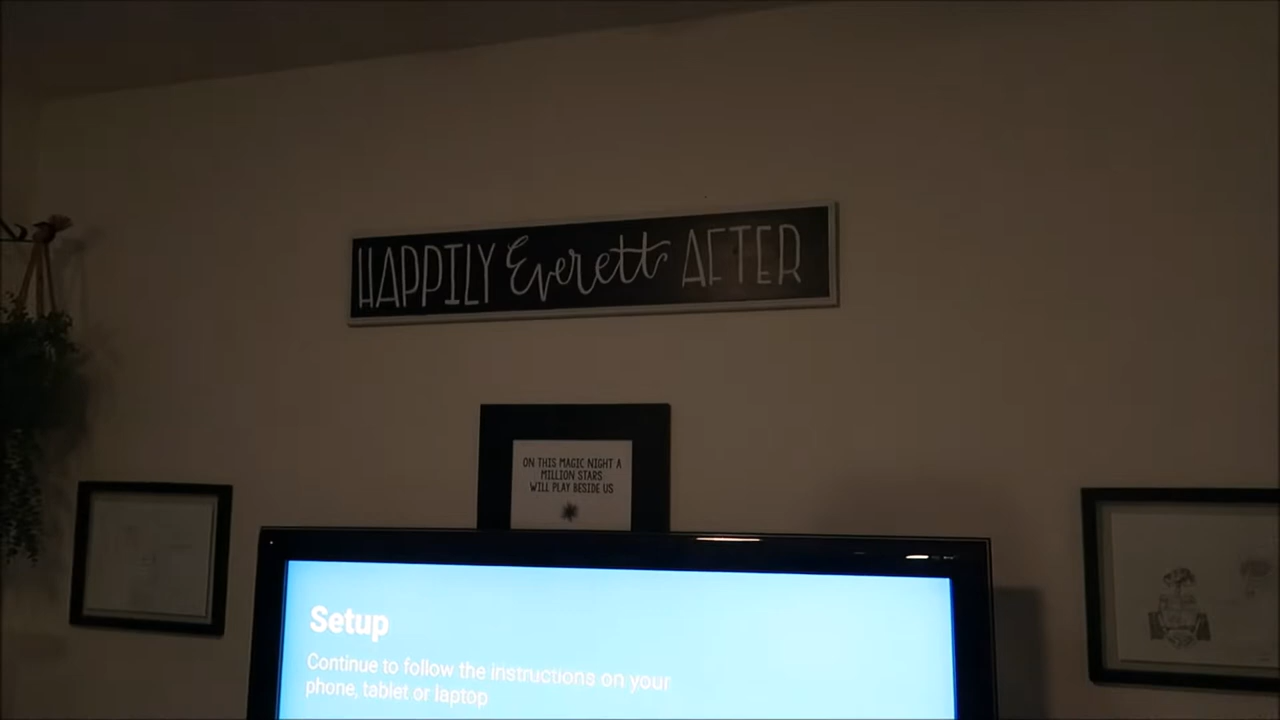 HAPPILY Everett AFTER
ON THIS MAGIC NIGHT A
MILLION STARS
WILL PLAY BESIDE US
Setup
Continue to follow the instructions on your
phone, tablet or laptop